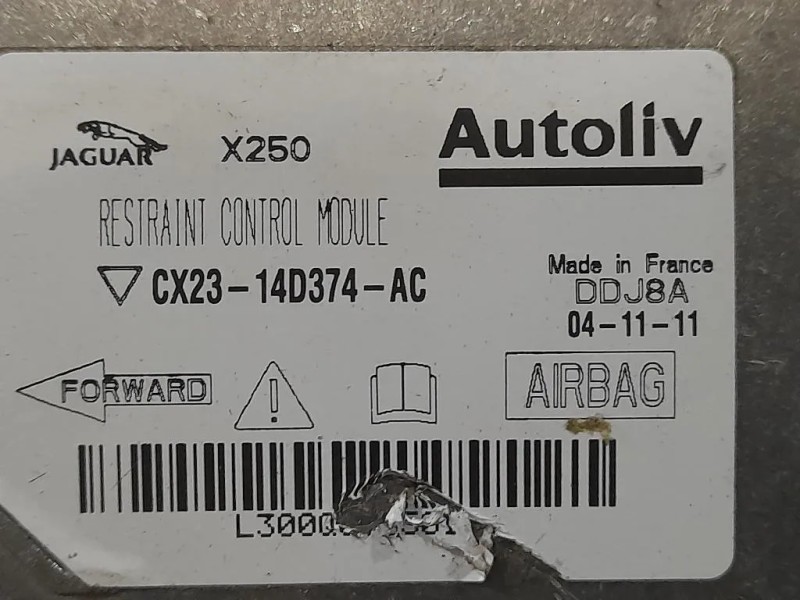 JAGUAR X250 Autoliv
RESTRAINT CONTROL MODULE
CX23-14D374-AC
Made in France
DDJ8A
04-11-11
FORWARD
AIRBAG